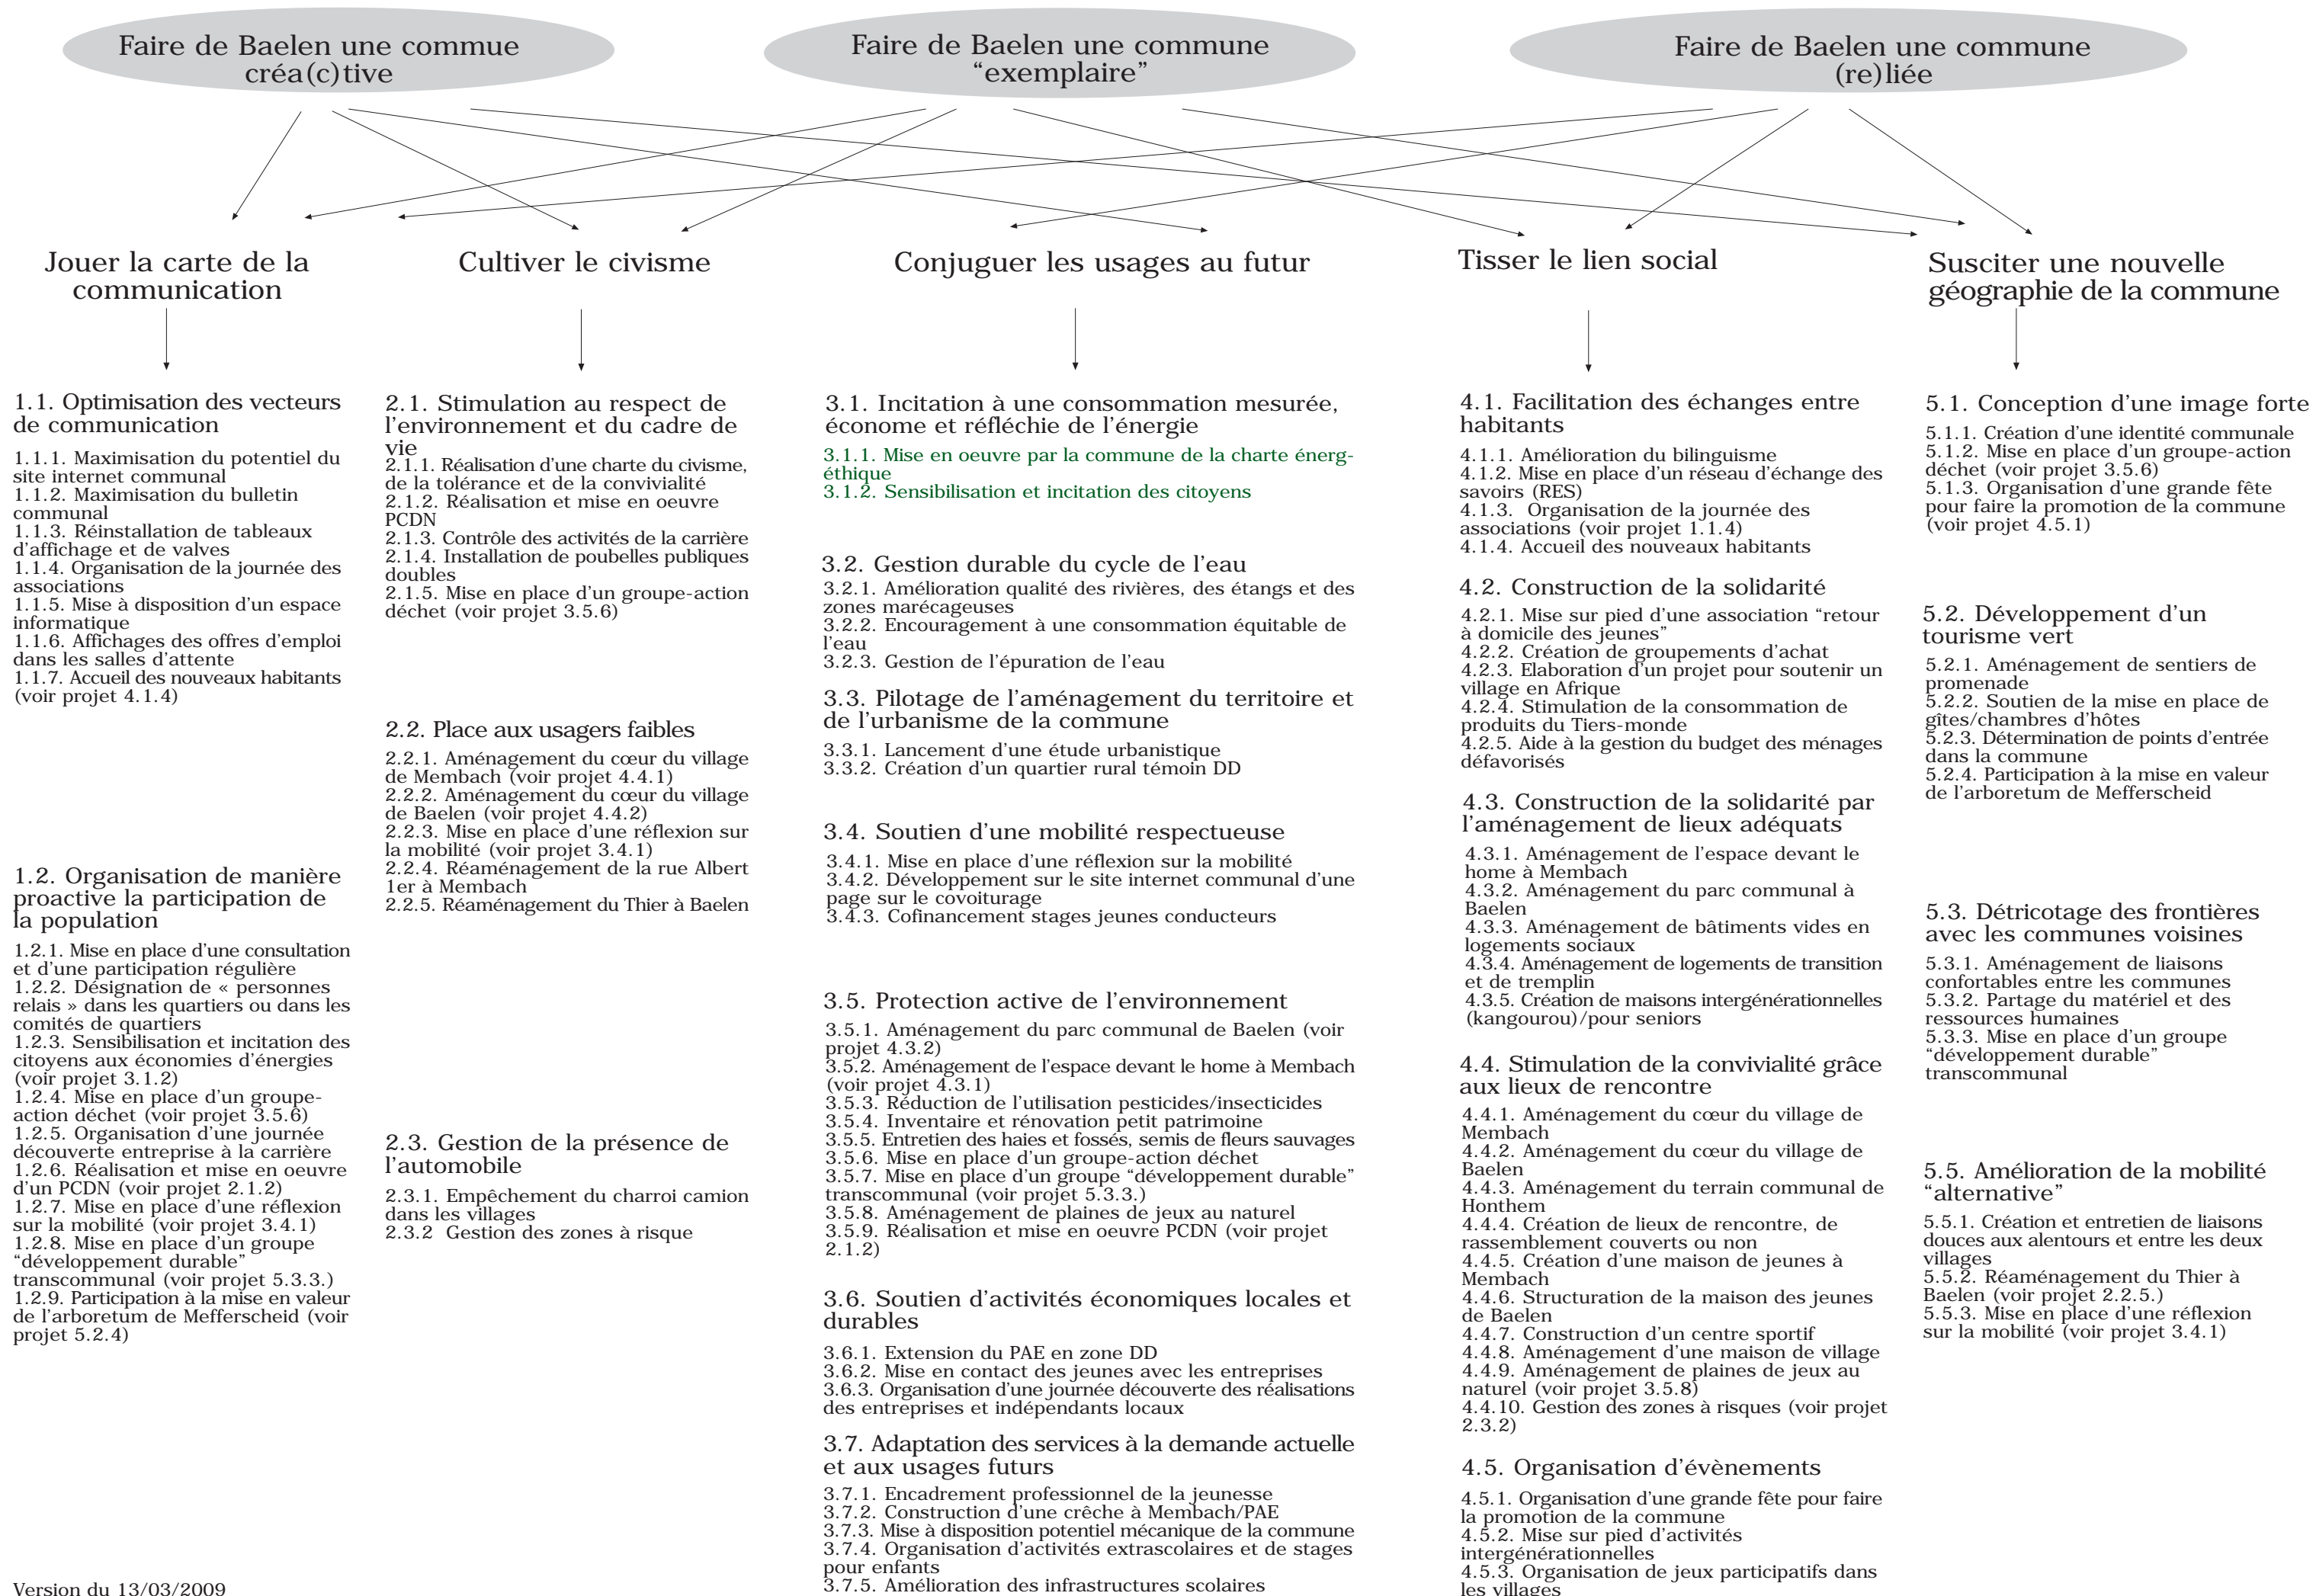 Faire de Baelen une commue
créa(c)tive
Faire de Baelen une commune
“exemplaire”
Faire de Baelen une commune
(re)liée
Jouer la carte de la
communication
Cultiver le civisme
Conjuguer les usages au futur
Tisser le lien social
Susciter une nouvelle
géographie de la commune
1.1. Optimisation des vecteurs
de communication
1.1.1. Maximisation du potentiel du
site internet communal
1.1.2. Maximisation du bulletin
communal
1.1.3. Réinstallation de tableaux
d’affichage et de valves
1.1.4. Organisation de la journée des
associations
1.1.5. Mise à disposition d’un espace
informatique
1.1.6. Affichages des offres d’emploi
dans les salles d’attente
1.1.7. Accueil des nouveaux habitants
(voir projet 4.1.4)
1.2. Organisation de manière
proactive la participation de
la population
1.2.1. Mise en place d’une consultation
et d’une participation régulière
1.2.2. Désignation de « personnes
relais » dans les quartiers ou dans les
comités de quartiers
1.2.3. Sensibilisation et incitation des
citoyens aux économies d’énergies
(voir projet 3.1.2)
1.2.4. Mise en place d’un groupe-
action déchet (voir projet 3.5.6)
1.2.5. Organisation d’une journée
découverte entreprise à la carrière
1.2.6. Réalisation et mise en oeuvre
d’un PCDN (voir projet 2.1.2)
1.2.7. Mise en place d’une réflexion
sur la mobilité (voir projet 3.4.1)
1.2.8. Mise en place d’un groupe
“développement durable”
transcommunal (voir projet 5.3.3.)
1.2.9. Participation à la mise en valeur
de l’arboretum de Mefferscheid (voir
projet 5.2.4)
Version du 13/03/2009
2.1. Stimulation au respect de
l’environnement et du cadre de
vie
2.1.1. Réalisation d’une charte du civisme,
de la tolérance et de la convivialité
2.1.2. Réalisation et mise en oeuvre
PCDN
2.1.3. Contrôle des activités de la carrière
2.1.4. Installation de poubelles publiques
doubles
2.1.5. Mise en place d’un groupe-action
déchet (voir projet 3.5.6)
2.2. Place aux usagers faibles
2.2.1. Aménagement du cœur du village
de Membach (voir projet 4.4.1)
2.2.2. Aménagement du cœur du village
de Baelen (voir projet 4.4.2)
2.2.3. Mise en place d’une réflexion sur
la mobilité (voir projet 3.4.1)
2.2.4. Réaménagement de la rue Albert
1er à Membach
2.2.5. Réaménagement du Thier à Baelen
2.3. Gestion de la présence de
l’automobile
2.3.1. Empêchement du charroi camion
dans les villages
2.3.2 Gestion des zones à risque
3.1. Incitation à une consommation mesurée,
économe et réfléchie de l’énergie
3.1.1. Mise en oeuvre par la commune de la charte énerg-
éthique
3.1.2. Sensibilisation et incitation des citoyens
3.2. Gestion durable du cycle de l’eau
3.2.1. Amélioration qualité des rivières, des étangs et des
zones marécageuses
3.2.2. Encouragement à une consommation équitable de
l’eau
3.2.3. Gestion de l’épuration de l’eau
3.3. Pilotage de l’aménagement du territoire et
de l’urbanisme de la commune
3.3.1. Lancement d’une étude urbanistique
3.3.2. Création d’un quartier rural témoin DD
3.4. Soutien d’une mobilité respectueuse
3.4.1. Mise en place d’une réflexion sur la mobilité
3.4.2. Développement sur le site internet communal d’une
page sur le covoiturage
3.4.3. Cofinancement stages jeunes conducteurs
3.5. Protection active de l’environnement
3.5.1. Aménagement du parc communal de Baelen (voir
projet 4.3.2)
3.5.2. Aménagement de l’espace devant le home à Membach
(voir projet 4.3.1)
3.5.3. Réduction de l’utilisation pesticides/insecticides
3.5.4. Inventaire et rénovation petit patrimoine
3.5.5. Entretien des haies et fossés, semis de fleurs sauvages
3.5.6. Mise en place d’un groupe-action déchet
3.5.7. Mise en place d’un groupe “développement durable”
transcommunal (voir projet 5.3.3.)
3.5.8. Aménagement de plaines de jeux au naturel
3.5.9. Réalisation et mise en oeuvre PCDN (voir projet
2.1.2)
3.6. Soutien d’activités économiques locales et
durables
3.6.1. Extension du PAE en zone DD
3.6.2. Mise en contact des jeunes avec les entreprises
3.6.3. Organisation d’une journée découverte des réalisations
des entreprises et indépendants locaux
3.7. Adaptation des services à la demande actuelle
et aux usages futurs
3.7.1. Encadrement professionnel de la jeunesse
3.7.2. Construction d’une crêche à Membach/PAE
3.7.3. Mise à disposition potentiel mécanique de la commune
3.7.4. Organisation d’activités extrascolaires et de stages
pour enfants
3.7.5. Amélioration des infrastructures scolaires
4.1. Facilitation des échanges entre
habitants
4.1.1. Amélioration du bilinguisme
4.1.2. Mise en place d’un réseau d’échange des
savoirs (RES)
4.1.3. Organisation de la journée des
associations (voir projet 1.1.4)
4.1.4. Accueil des nouveaux habitants
4.2. Construction de la solidarité
4.2.1. Mise sur pied d’une association “retour
à domicile des jeunes”
4.2.2. Création de groupements d’achat
4.2.3. Elaboration d’un projet pour soutenir un
village en Afrique
4.2.4. Stimulation de la consommation de
produits du Tiers-monde
4.2.5. Aide à la gestion du budget des ménages
défavorisés
4.3. Construction de la solidarité par
l’aménagement de lieux adéquats
4.3.1. Aménagement de l’espace devant le
home à Membach
4.3.2. Aménagement du parc communal à
Baelen
4.3.3. Aménagement de bâtiments vides en
logements sociaux
4.3.4. Aménagement de logements de transition
et de tremplin
4.3.5. Création de maisons intergénérationnelles
(kangourou)/pour seniors
4.4. Stimulation de la convivialité grâce
aux lieux de rencontre
4.4.1. Aménagement du cœur du village de
Membach
4.4.2. Aménagement du cœur du village de
Baelen
4.4.3. Aménagement du terrain communal de
Honthem
4.4.4. Création de lieux de rencontre, de
rassemblement couverts ou non
4.4.5. Création d’une maison de jeunes à
Membach
4.4.6. Structuration de la maison des jeunes
de Baelen
4.4.7. Construction d’un centre sportif
4.4.8. Aménagement d’une maison de village
4.4.9. Aménagement de plaines de jeux au
naturel (voir projet 3.5.8)
4.4.10. Gestion des zones à risques (voir projet
2.3.2)
4.5. Organisation d’évènements
4.5.1. Organisation d’une grande fête pour faire
la promotion de la commune
4.5.2. Mise sur pied d’activités
intergénérationnelles
4.5.3. Organisation de jeux participatifs dans
les villages
5.1. Conception d’une image forte
5.1.1. Création d’une identité communale
5.1.2. Mise en place d’un groupe-action
déchet (voir projet 3.5.6)
5.1.3. Organisation d’une grande fête
pour faire la promotion de la commune
(voir projet 4.5.1)
5.2. Développement d’un
tourisme vert
5.2.1. Aménagement de sentiers de
promenade
5.2.2. Soutien de la mise en place de
gîtes/chambres d’hôtes
5.2.3. Détermination de points d’entrée
dans la commune
5.2.4. Participation à la mise en valeur
de l’arboretum de Mefferscheid
5.3. Détricotage des frontières
avec les communes voisines
5.3.1. Aménagement de liaisons
confortables entre les communes
5.3.2. Partage du matériel et des
ressources humaines
5.3.3. Mise en place d’un groupe
“développement durable”
transcommunal
5.5. Amélioration de la mobilité
“alternative”
5.5.1. Création et entretien de liaisons
douces aux alentours et entre les deux
villages
5.5.2. Réaménagement du Thier à
Baelen (voir projet 2.2.5.)
5.5.3. Mise en place d’une réflexion
sur la mobilité (voir projet 3.4.1)